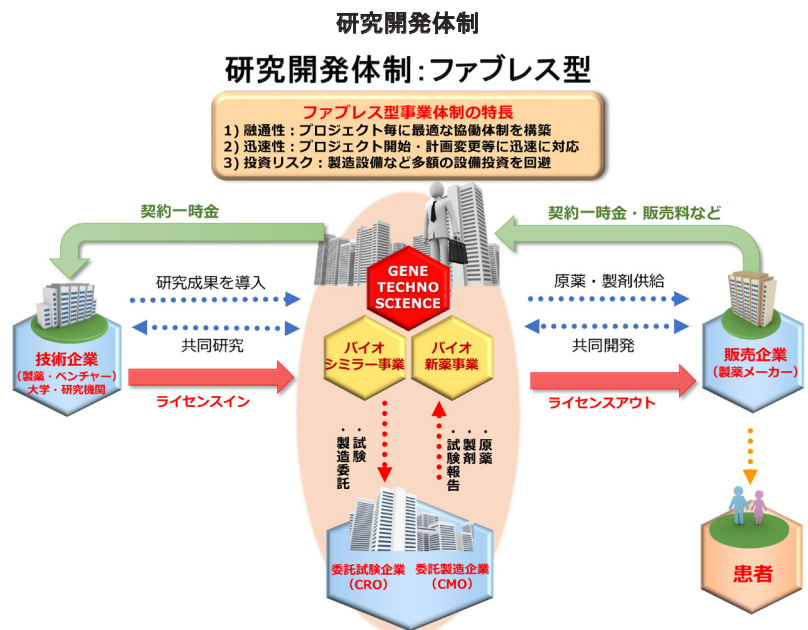 研究開発体制
研究開発体制：ファブレス型
ファブレス型事業体制の特長
1) 融通性：プロジェクト毎に最適な協働体制を構築
2) 迅速性：プロジェクト開始・計画変更等に迅速に対応
3) 投資リスク：製造設備など多額の設備投資を回避
契約一時金
契約一時金・販売料など
GENE
TECHNO
SCIENCE
研究成果を導入
原薬・製剤供給
共同研究
共同開発
技術企業
（製薬・ベンチャー）
大学・研究機関
バイオ
シミラー事業
バイオ
新薬事業
販売企業
（製薬メーカー）
ライセンスイン
ライセンスアウト
・試験
・製造委託
・原薬
・製剤
・試験報告
委託試験企業
（CRO）
委託製造企業
（CMO）
患者